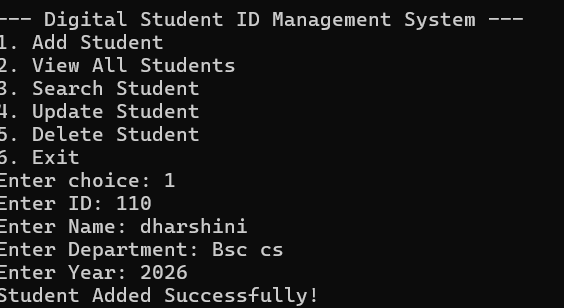 --- Digital Student ID Management System ---
1. Add Student
2. View All Students
3. Search Student
4. Update Student
5. Delete Student
6. Exit
Enter choice: 1
Enter ID: 110
Enter Name: dharshini
Enter Department: Bsc cs
Enter Year: 2026
Student Added Successfully!